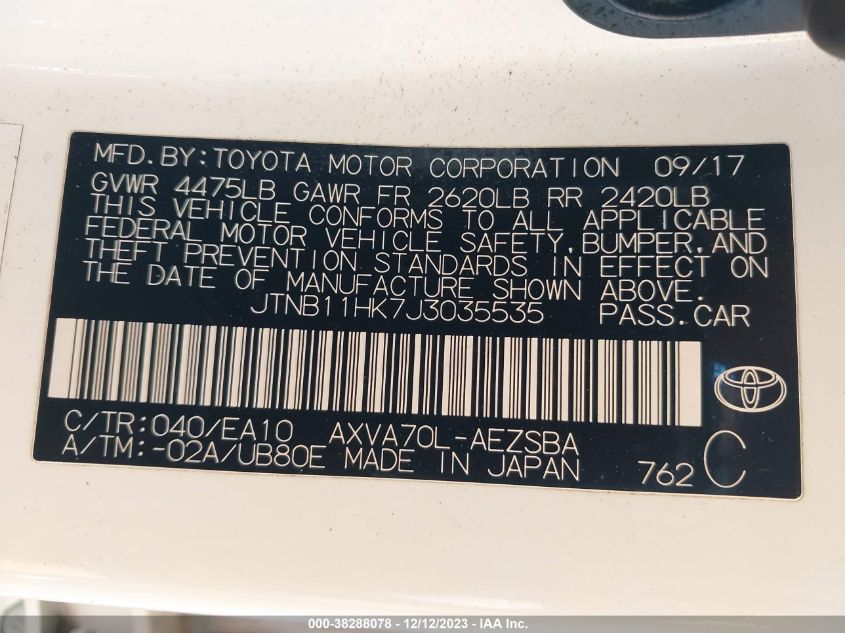 MFD.BY:TOYOTA MOTOR CORPORATION 09/17
GVWR 4475LB GAWR FR 2620LB RR 2420LB
THIS VEHICLE CONFORMS TO ALL APPLICABLE
FEDERAL MOTOR VEHICLE SAFETY, BUMPER, AND
THEFT PREVENTION STANDARDS IN EFFECT ON
THE DATE OF MANUFACTURE SHOWN ABOVE.
JTNB11HK7J3035535 PASS.CAR
C/TR:040/EA10 AXVA70L-AEZSBA
A/TM:-02A/UB80E MADE IN JAPAN 762 C
000-38288078 - 12/12/2023 - IAA Inc.